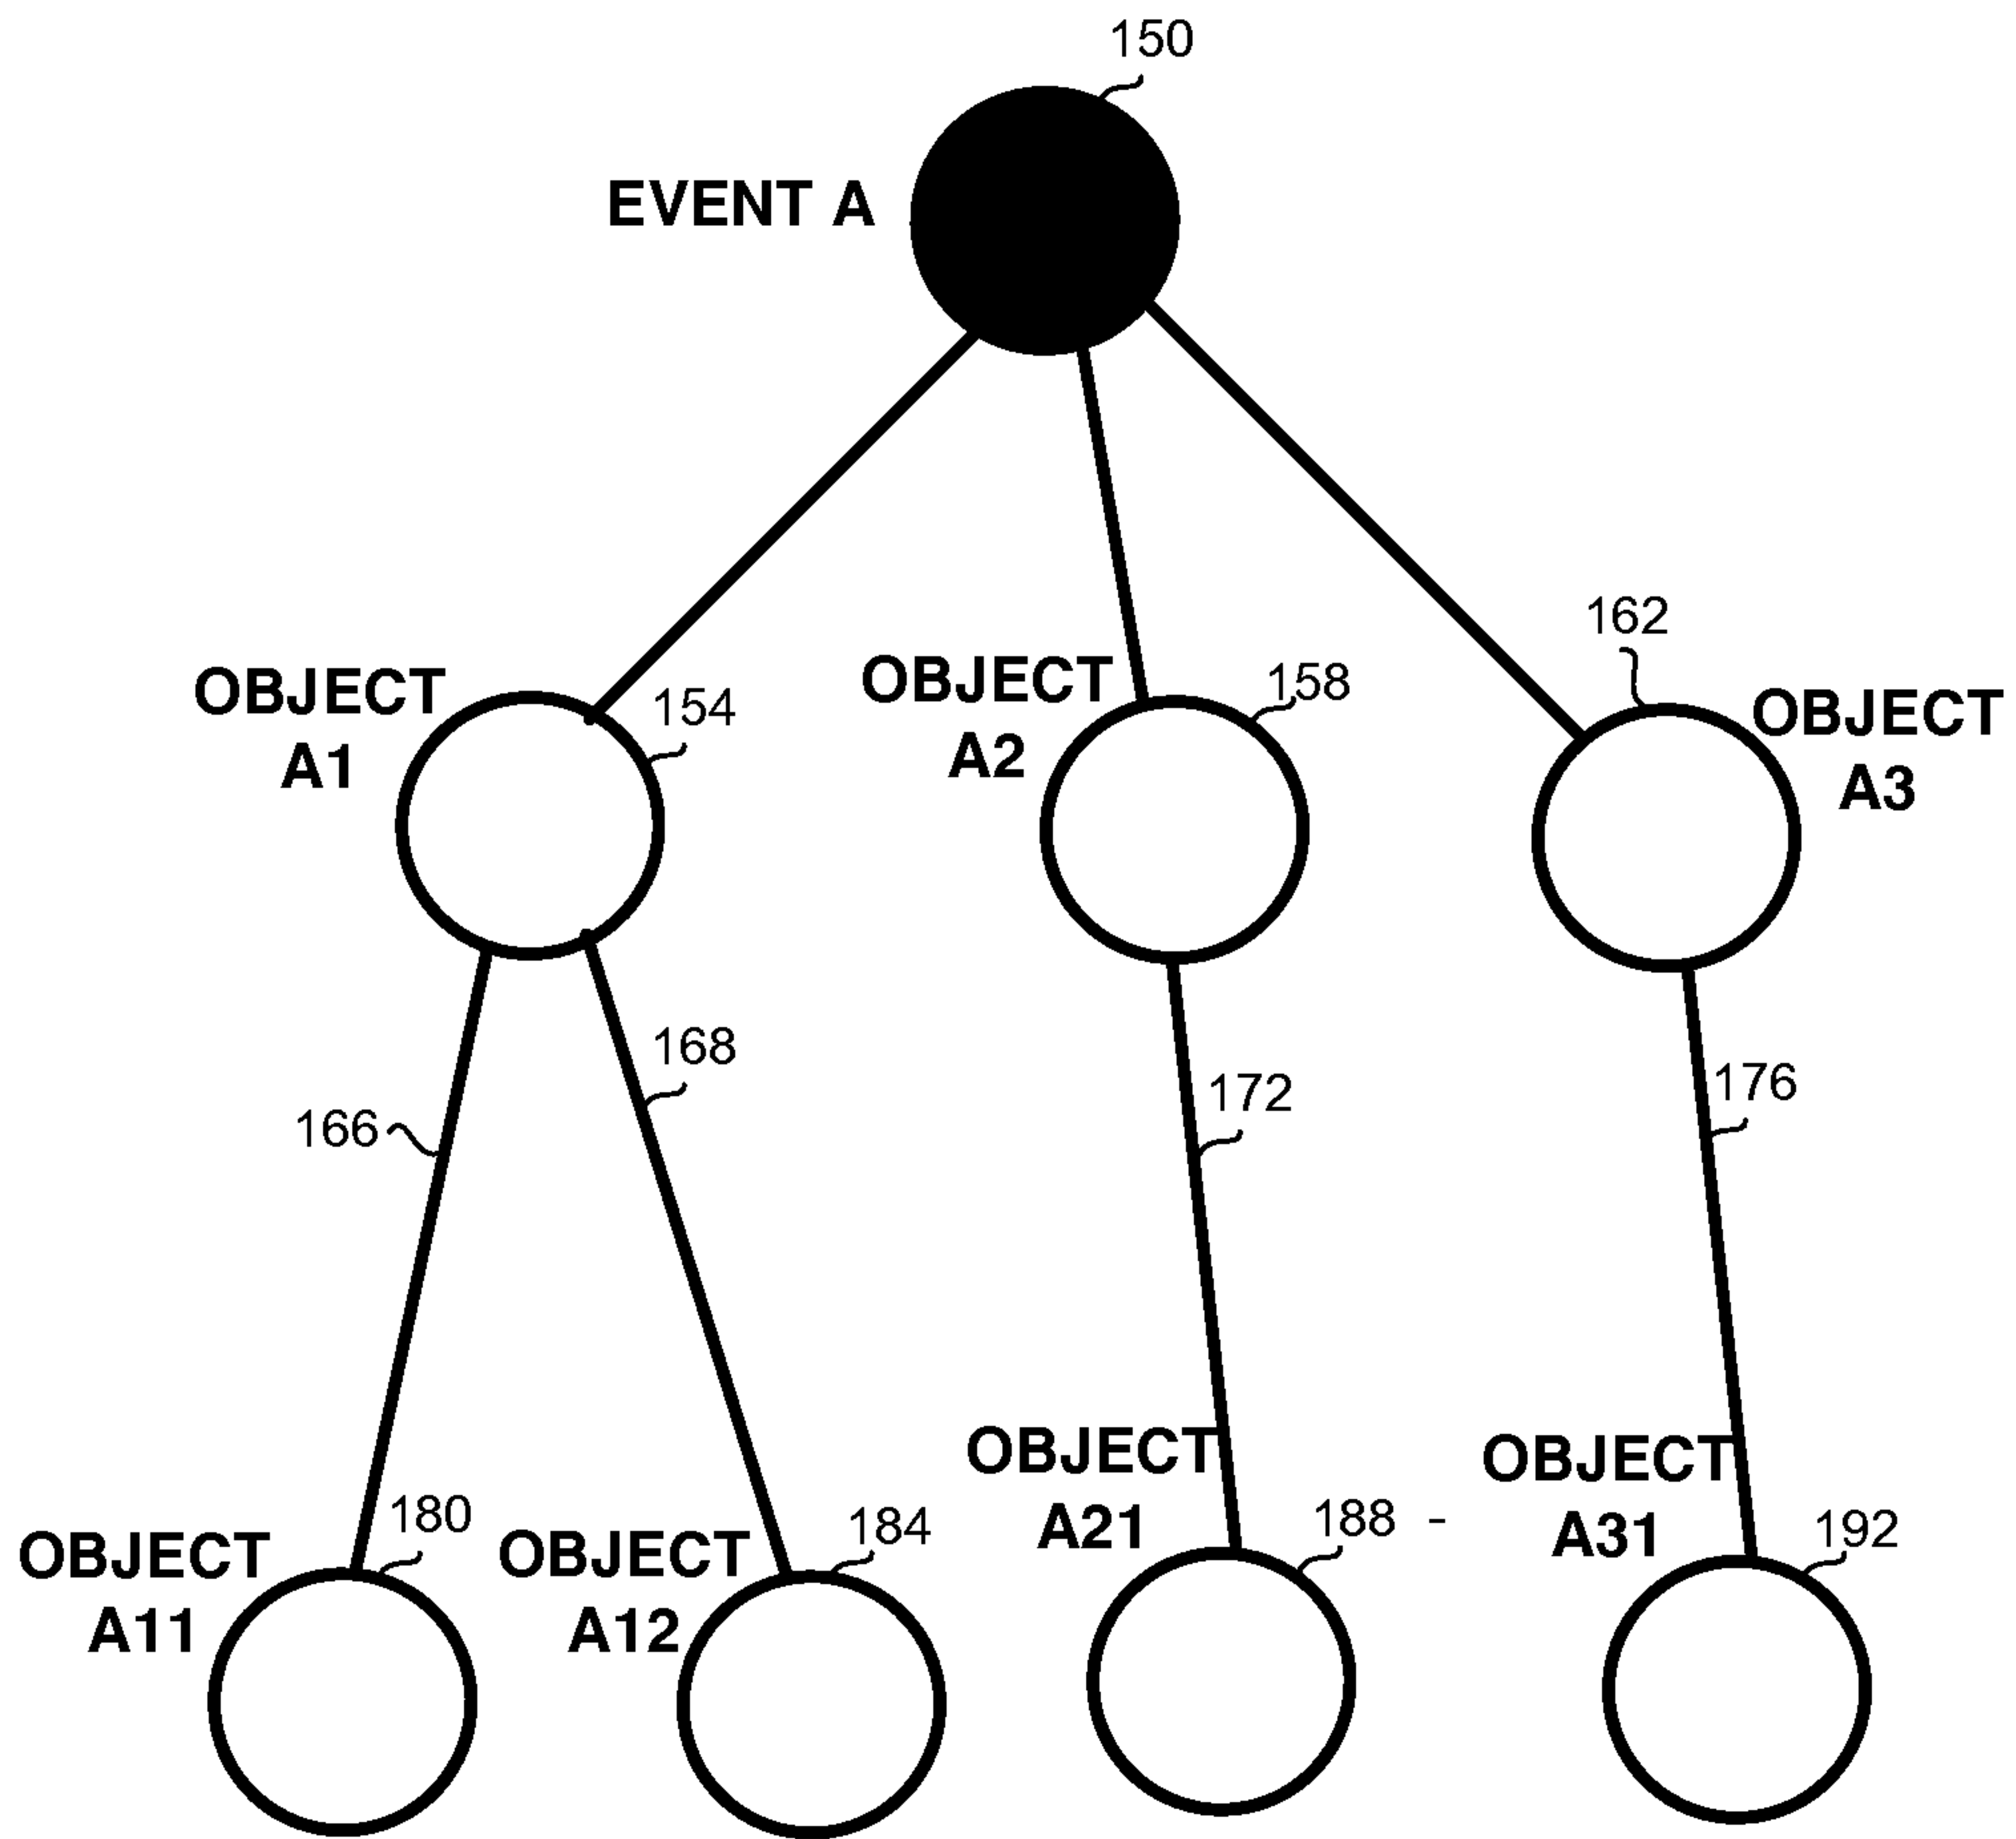 150
EVENT A
162
OBJECT
A1
154
OBJECT
A2
158
OBJECT
A3
168
166
172
176
OBJECT
A11
180
OBJECT
A12
184
OBJECT
A21
188 -
OBJECT
A31
192